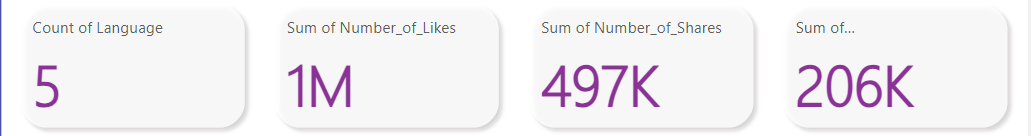 Count of Language
5
Sum of Number_of_Likes
1M
Sum of Number_of_Shares
497K
Sum of...
206K